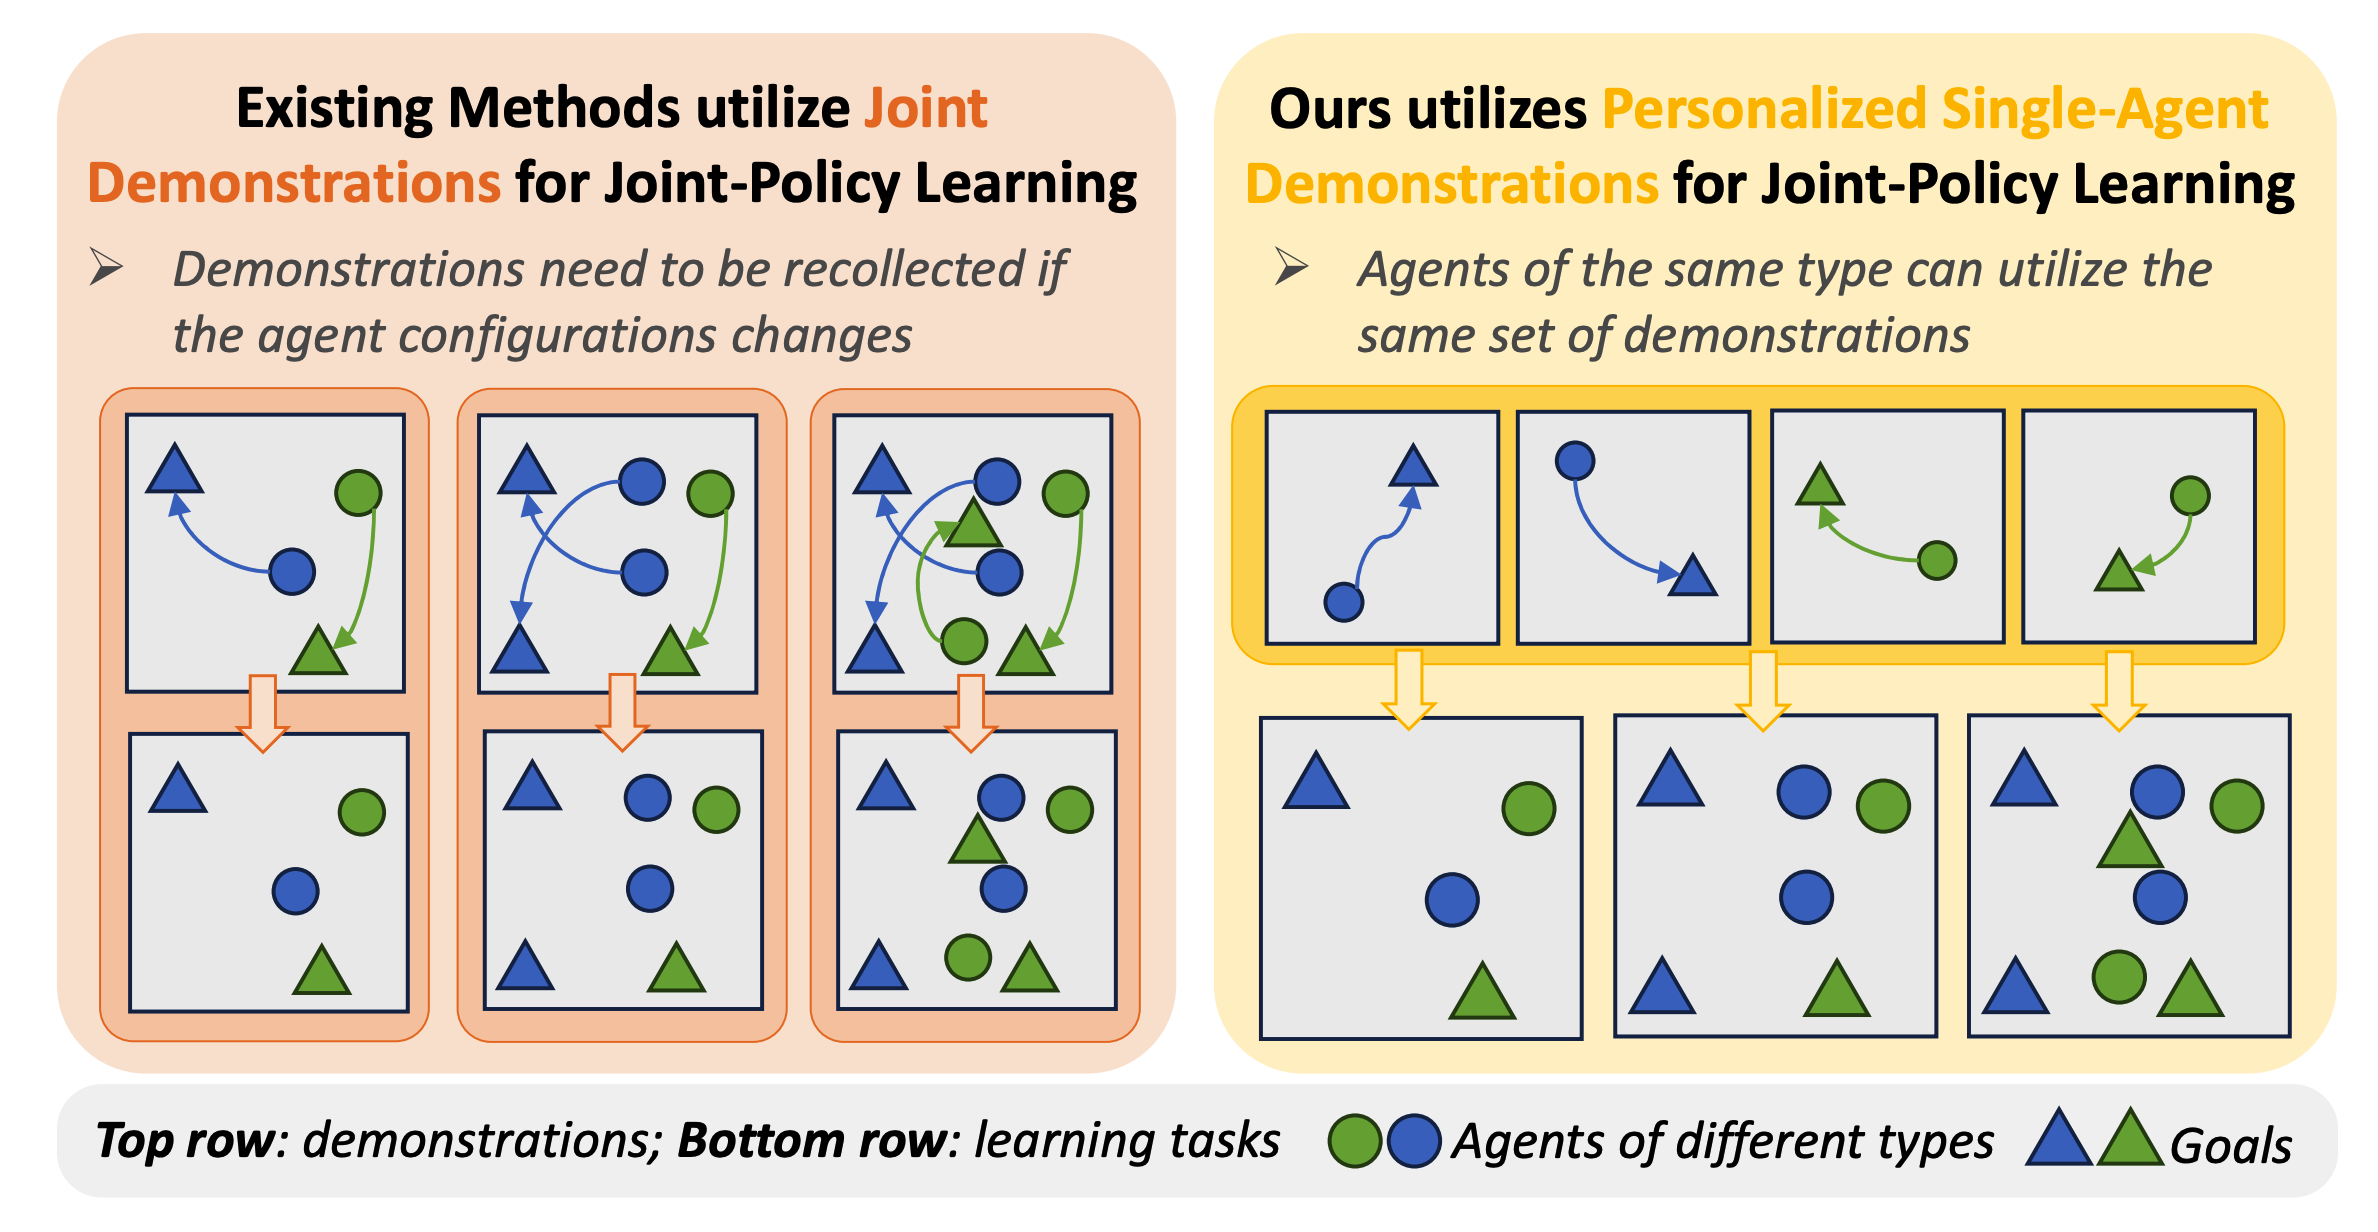 Existing Methods utilize Joint
Demonstrations for Joint-Policy Learning
➢ Demonstrations need to be recollected if
the agent configurations changes
Ours utilizes Personalized Single-Agent
Demonstrations for Joint-Policy Learning
➢ Agents of the same type can utilize the
same set of demonstrations
Top row: demonstrations; Bottom row: learning tasks
Agents of different types
Goals